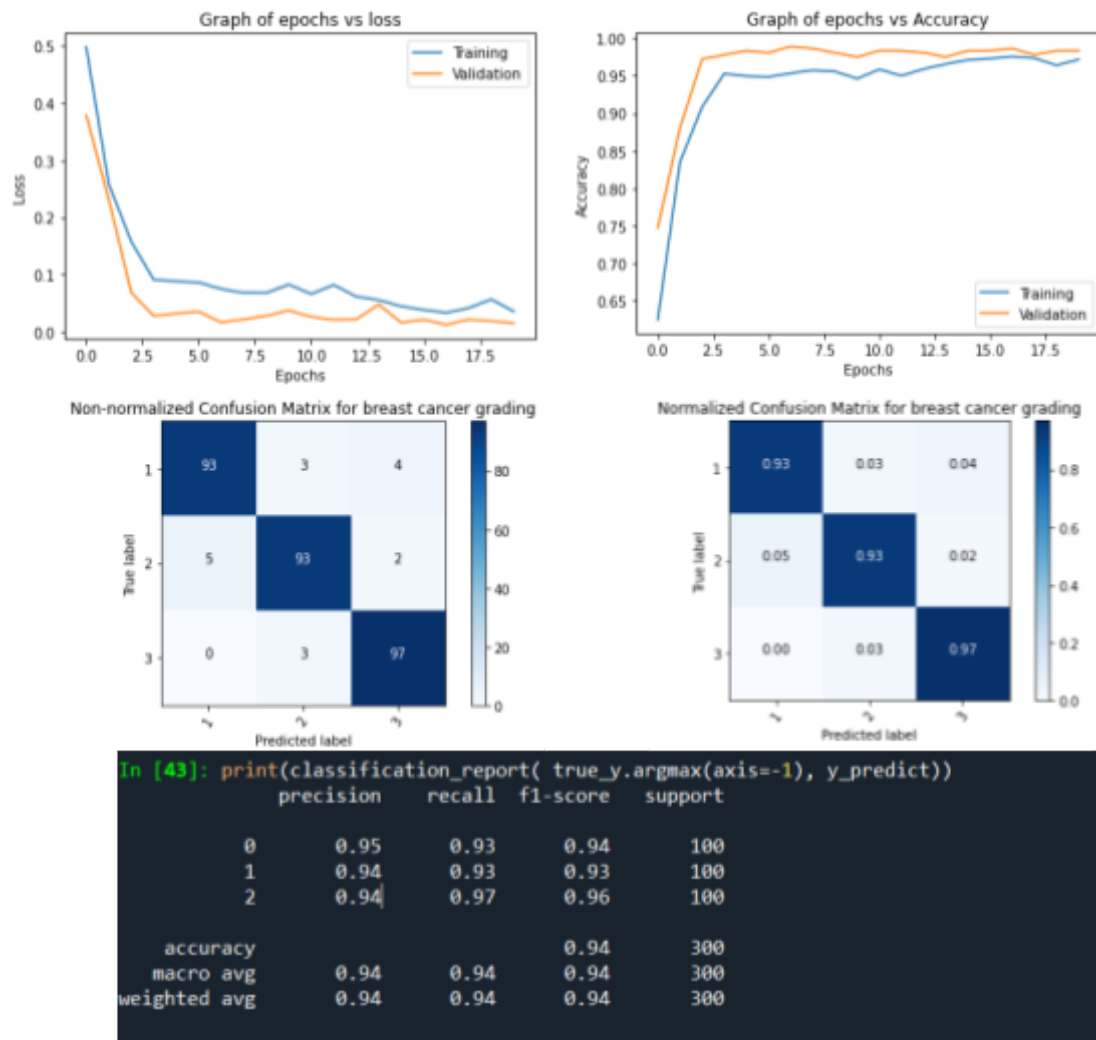 Graph of epochs vs loss
0.5
0.4
0.3
0.2
0.1
0.0
Loss
Training
Validation
0.0 2.5 5.0 7.5 10.0 12.5 15.0 17.5
Epochs
Graph of epochs vs Accuracy
1.00
0.95
0.90
0.85
0.80
0.75
0.70
0.65
Accuracy
Training
Validation
0.0 2.5 5.0 7.5 10.0 12.5 15.0 17.5
Epochs
Non-normalized Confusion Matrix for breast cancer grading
True label
1 93 3 4
2 5 93 2
3 0 3 97
1 2 3
Predicted label
80
60
40
20
0
Normalized Confusion Matrix for breast cancer grading
True label
1 0.93 0.03 0.04
2 0.05 0.93 0.02
3 0.00 0.03 0.97
1 2 3
Predicted label
0.8
0.6
0.4
0.2
0.0
In [43]: print(classification_report( true_y.argmax(axis=-1), y_predict))
precision recall f1-score support
0 0.95 0.93 0.94 100
1 0.94 0.93 0.93 100
2 0.94 0.97 0.96 100
accuracy 0.94 300
macro avg 0.94 0.94 0.94 300
weighted avg 0.94 0.94 0.94 300